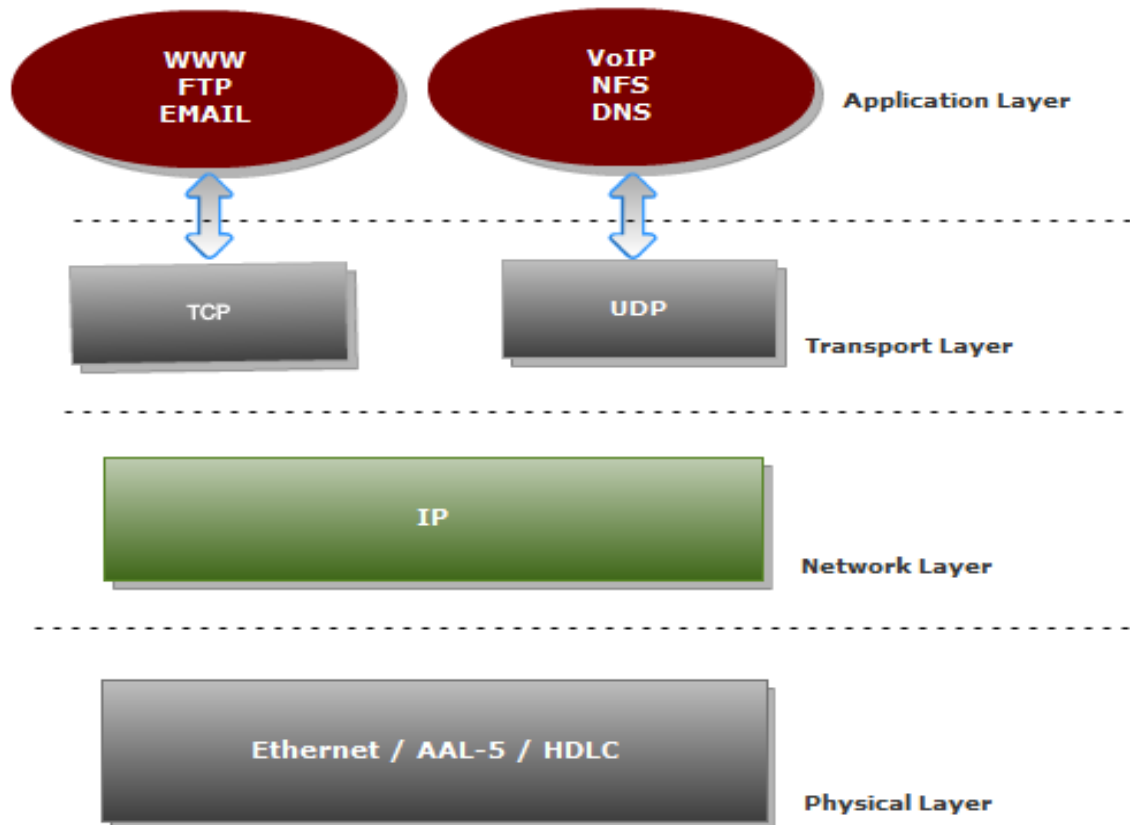 WWW
FTP
EMAIL
VoIP
NFS
DNS
Application Layer
TCP
UDP
Transport Layer
IP
Network Layer
Ethernet / AAL-5 / HDLC
Physical Layer